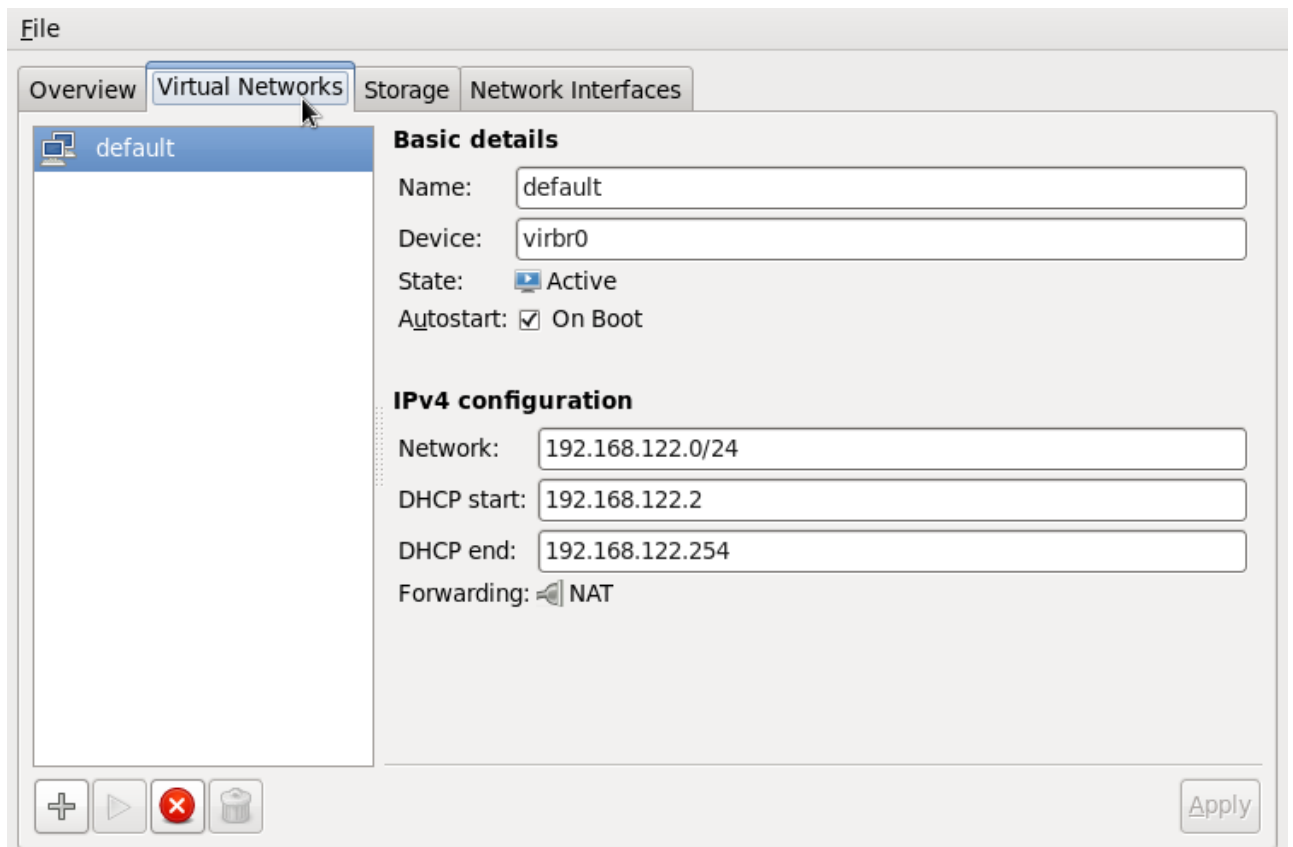 File
Overview Virtual Networks Storage Network Interfaces
default
Basic details
Name: default
Device: virbr0
State: Active
Autostart: On Boot
IPv4 configuration
Network: 192.168.122.0/24
DHCP start: 192.168.122.2
DHCP end: 192.168.122.254
Forwarding: NAT
Apply